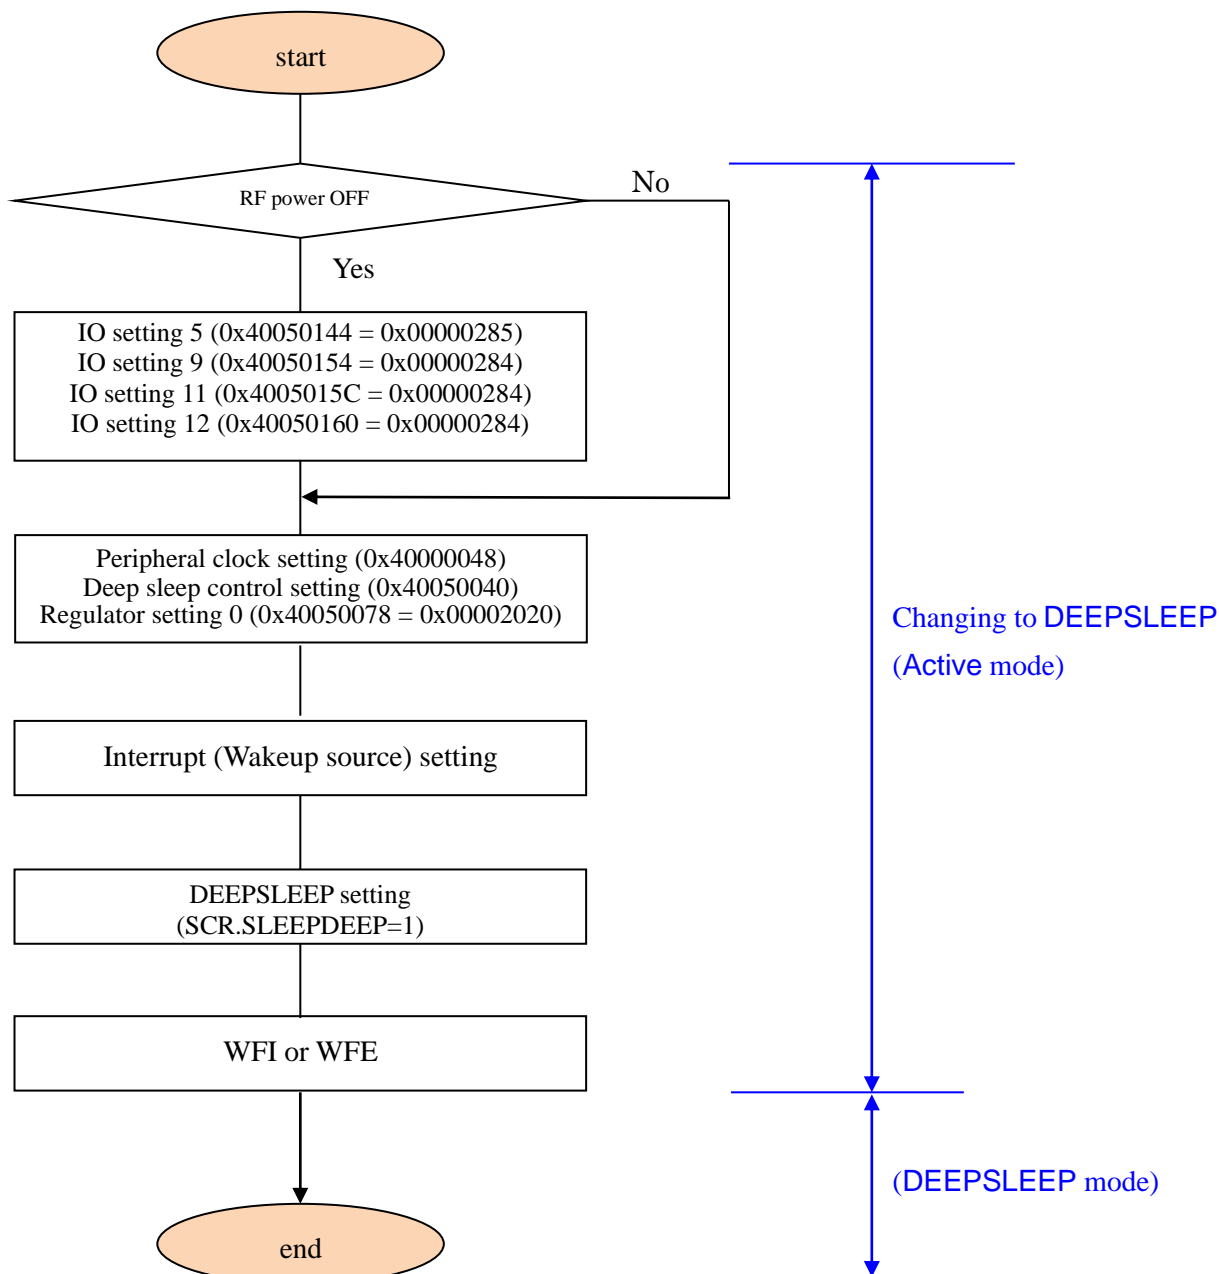 start
RF power OFF
No
Yes
IO setting 5 (0x40050144 = 0x00000285)
IO setting 9 (0x40050154 = 0x00000284)
IO setting 11 (0x4005015C = 0x00000284)
IO setting 12 (0x40050160 = 0x00000284)
Peripheral clock setting (0x40000048)
Deep sleep control setting (0x40050040)
Regulator setting 0 (0x40050078 = 0x00002020)
Interrupt (Wakeup source) setting
DEEPSLEEP setting
(SCR.SLEEPDEEP=1)
WFI or WFE
end
Changing to DEEPSLEEP
(Active mode)
(DEEPSLEEP mode)